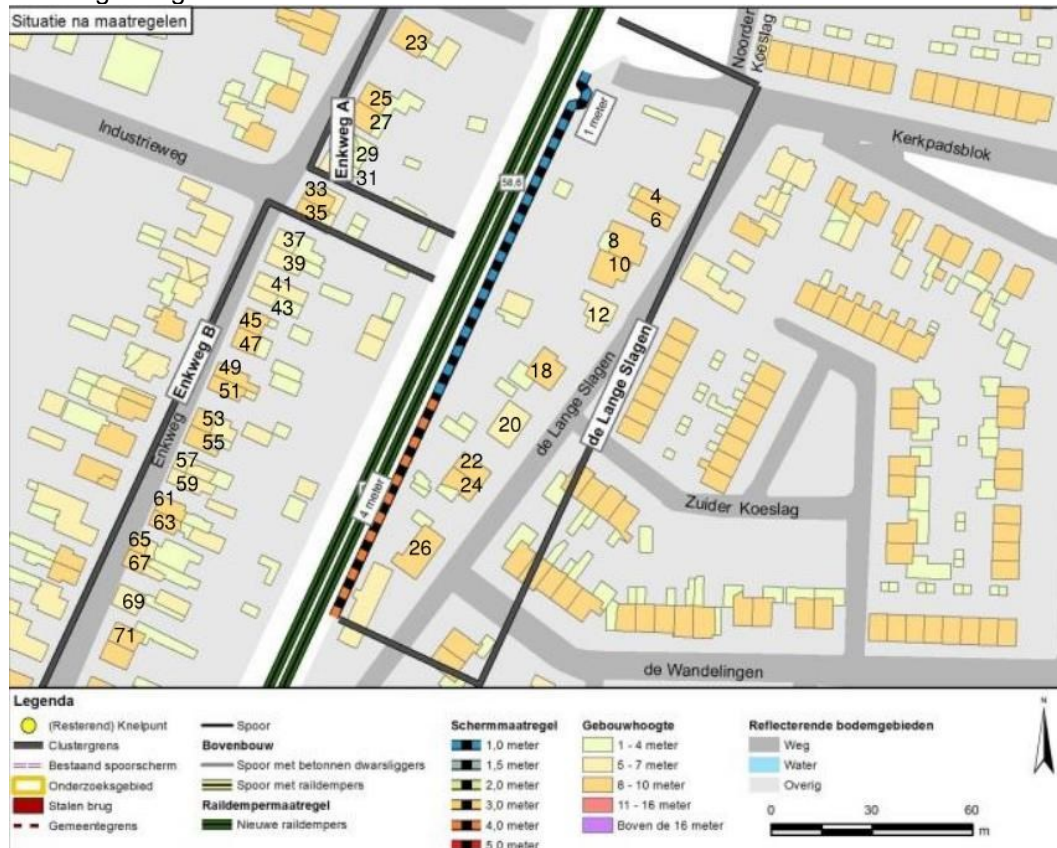 Situatie na maatregelen
23
Noorder Koeslag
1 meter
25
27
Enkweg A
Industrieweg
Kerkpadsblok
29
31
58,6
33
35
4
6
37
39
8
10
41
43
12
45
47
Enkweg B
49
51
18
de Lange Slagen
de Lange Slagen
20
53
55
Enkweg
57
59
22
24
61
63
4 meter
Zuider Koeslag
65
67
26
69
71
de Wandelingen
Legenda
(Resterend) Knelpunt
Clustergrens
Bestaand spoorscherm
Onderzoeksgebied
Stalen brug
Gemeentegrens
Spoor
Bovenbouw
Spoor met betonnen dwarsliggers
Spoor met raildempers
Raildempermaatregel
Nieuwe raildempers
Schermmaatregel
1,0 meter
1,5 meter
2,0 meter
3,0 meter
4,0 meter
5,0 meter
Gebouwhoogte
1 - 4 meter
5 - 7 meter
8 - 10 meter
11 - 16 meter
Boven de 16 meter
Reflecterende bodemgebieden
Weg
Water
Overig
N
0 30 60
m